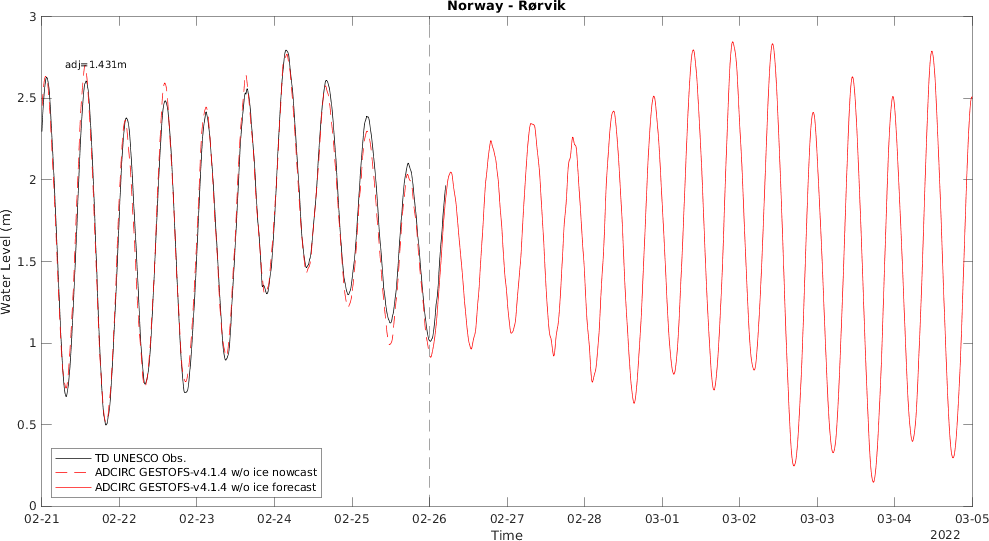 Norway - Rørvik
3
2.5
2
1.5
1
0.5
0
Water Level (m)
adj=1.431m
TD UNESCO Obs.
ADCIRC GESTOFS-v4.1.4 w/o ice nowcast
ADCIRC GESTOFS-v4.1.4 w/o ice forecast
02-21 02-22 02-23 02-24 02-25 02-26 02-27 02-28 03-01 03-02 03-03 03-04 03-05
Time
2022